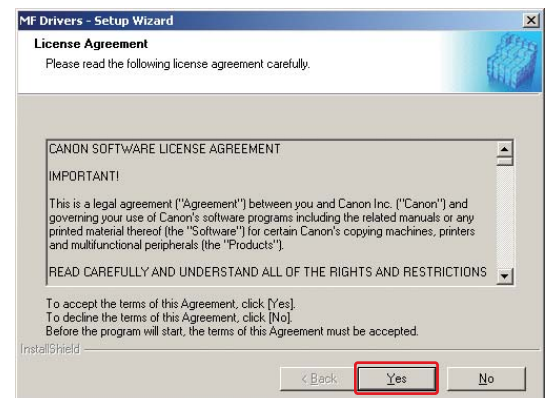 MF Drivers - Setup Wizard
License Agreement
Please read the following license agreement carefully.
CANON SOFTWARE LICENSE AGREEMENT
IMPORTANT!
This is a legal agreement ("Agreement") between you and Canon Inc. ("Canon") and
governing your use of Canon's software programs including the related manuals or any
printed material thereof (the "Software") for certain Canon's copying machines, printers
and multifunctional peripherals (the "Products").
READ CAREFULLY AND UNDERSTAND ALL OF THE RIGHTS AND RESTRICTIONS
To accept the terms of this Agreement, click [Yes].
To decline the terms of this Agreement, click [No].
Before the program will start, the terms of this Agreement must be accepted.
InstallShield
< Back Yes No